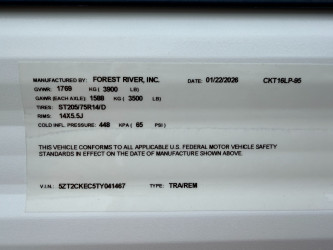 MANUFACTURED BY: FOREST RIVER, INC. DATE: 01/22/2026 CKT16LP-85
GVWR: 1769 KG ( 3900 LB)
GAWR (EACH AXLE): 1588 KG ( 3500 LB)
TIRES: ST205/75R14/D
RIMS: 14X5.5J
COLD INFL. PRESSURE: 448 KPA ( 65 PSI )
THIS VEHICLE CONFORMS TO ALL APPLICABLE U.S. FEDERAL MOTOR VEHICLE SAFETY
STANDARDS IN EFFECT ON THE DATE OF MANUFACTURE SHOWN ABOVE.
V.I.N.: 5ZT2CKEC5TY041467 TYPE: TRA/REM